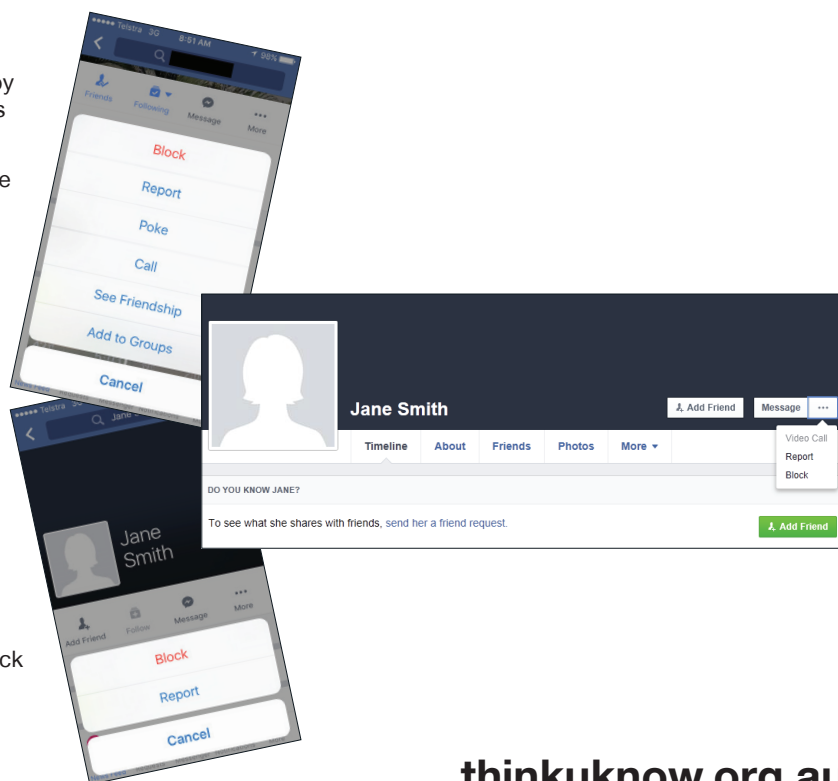 Telstra 3G 8:51 AM 98%
Friends Following Message More
Block
Report
Poke
Call
See Friendship
Add to Groups
Cancel
Jane Smith
Add Friend Message ...
Timeline About Friends Photos More
Video Call
Report
Block
DO YOU KNOW JANE?
To see what she shares with friends, send her a friend request.
Add Friend
Telstra
Jane
Jane
Smith
Add Friend Follow Message More
Block
Report
Cancel
thinkuknow.org.au